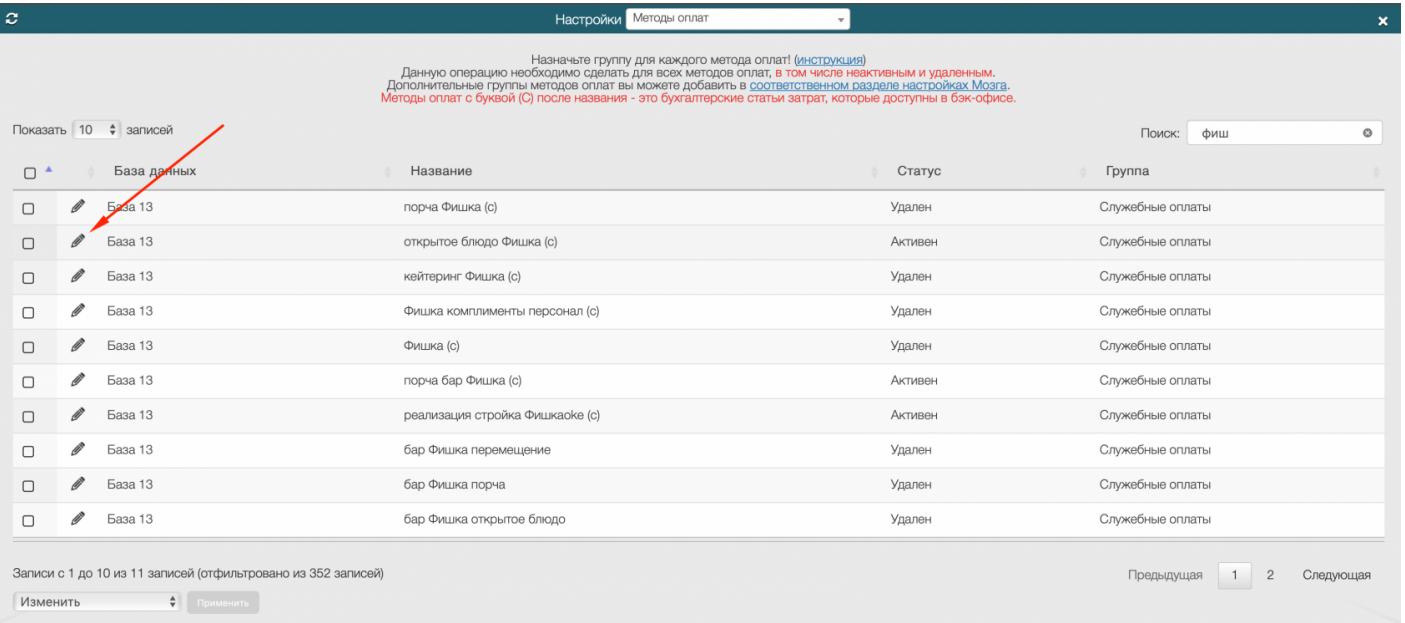 Настройки Методы оплат
Назначьте группу для каждого метода оплат! (инструкция)
Данную операцию необходимо сделать для всех методов оплат, в том числе неактивным и удаленным.
Дополнительные группы методов оплат вы можете добавить в соответственном разделе настройках Мозга.
Методы оплат с буквой (С) после названия - это бухгалтерские статьи затрат, которые доступны в бэк-офисе.
Показать 10 записей Поиск: фиш
База данных Название Статус Группа
База 13 порча Фишка (с) Удален Служебные оплаты
База 13 открытое блюдо Фишка (с) Активен Служебные оплаты
База 13 кейтеринг Фишка (с) Удален Служебные оплаты
База 13 Фишка комплименты персонал (с) Удален Служебные оплаты
База 13 Фишка (с) Удален Служебные оплаты
База 13 порча бар Фишка (с) Активен Служебные оплаты
База 13 реализация стройка Фишкаoke (с) Активен Служебные оплаты
База 13 бар Фишка перемещение Удален Служебные оплаты
База 13 бар Фишка порча Удален Служебные оплаты
База 13 бар Фишка открытое блюдо Удален Служебные оплаты
Записи с 1 до 10 из 11 записей (отфильтровано из 352 записей) Предыдущая 1 2 Следующая
Изменить Применить